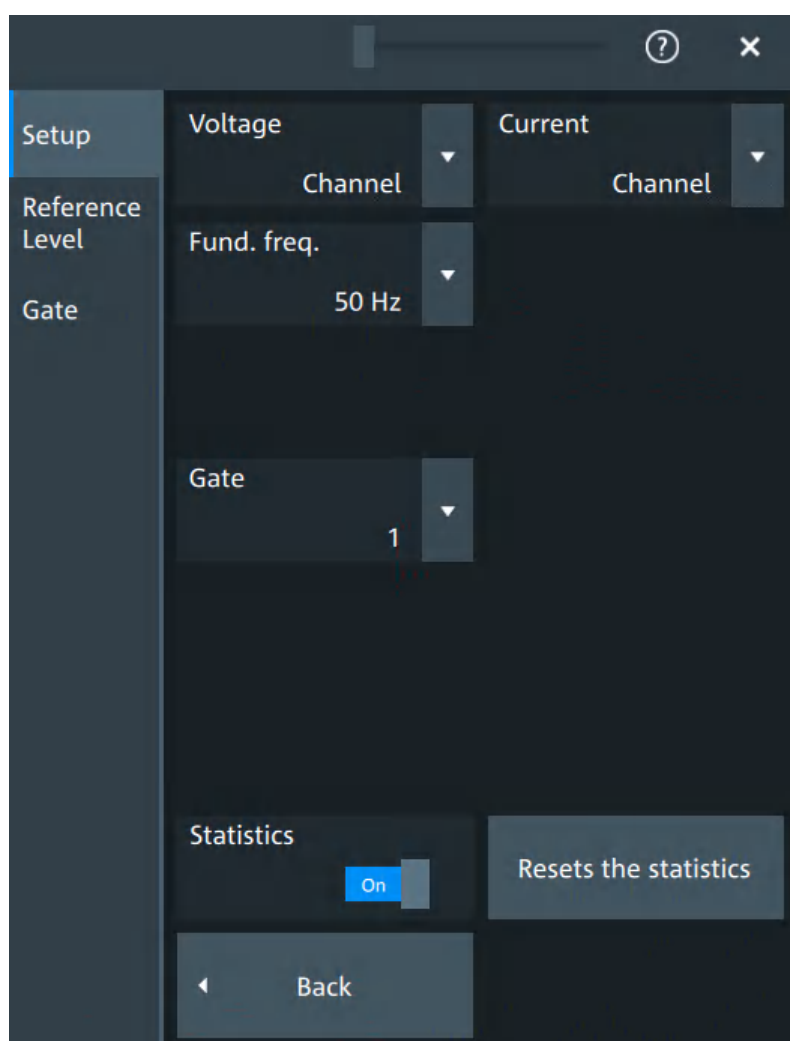 ?
Setup
Reference
Level
Gate
Voltage
Channel
Current
Channel
Fund. freq.
50 Hz
Gate
1
Statistics
On
Resets the statistics
Back